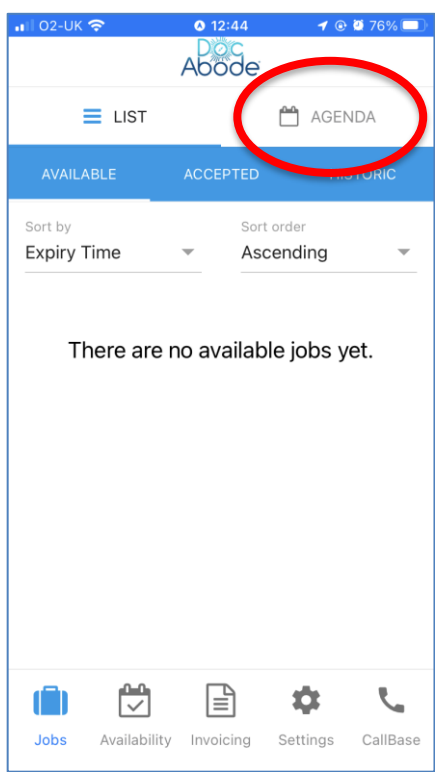 O2-UK 12:44 76%
Doc
Abode
LIST AGENDA
AVAILABLE ACCEPTED HISTORIC
Sort by Sort order
Expiry Time Ascending
There are no available jobs yet.
Jobs Availability Invoicing Settings CallBase